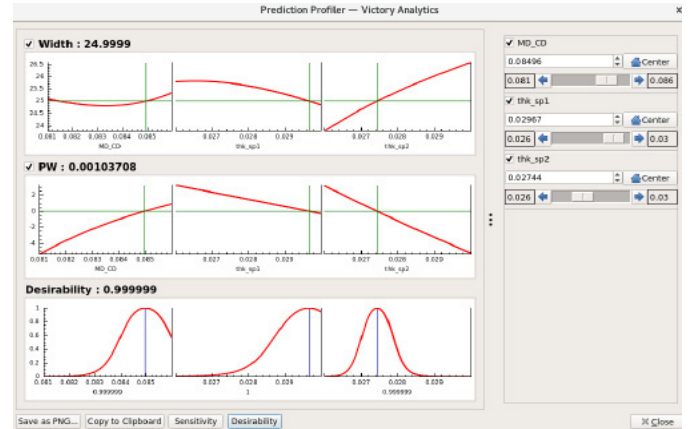 Prediction Profiler — Victory Analytics
Width : 24.9999
26.5
25.5
25
24.5
24
0.081 0.082 0.083 0.084 0.085
MD_CD
0.027 0.028 0.029
thk_sp1
0.027 0.028 0.029
thk_sp2
PW : 0.00103708
2
0
-2
-4
0.081 0.082 0.083 0.084 0.085
MD_CD
0.027 0.028 0.029
thk_sp1
0.027 0.028 0.029
thk_sp2
Desirability : 0.999999
1
0.8
0.6
0.4
0.2
0
0.081 0.082 0.083 0.084 0.085
0.999999
0.027 0.028 0.029
1
0.027 0.028 0.029
0.999999
MD_CD
0.08496 Center
0.081 0.086
thk_sp1
0.02967 Center
0.026 0.03
thk_sp2
0.02744 Center
0.026 0.03
Save as PNG... Copy to Clipboard Sensitivity Desirability Close